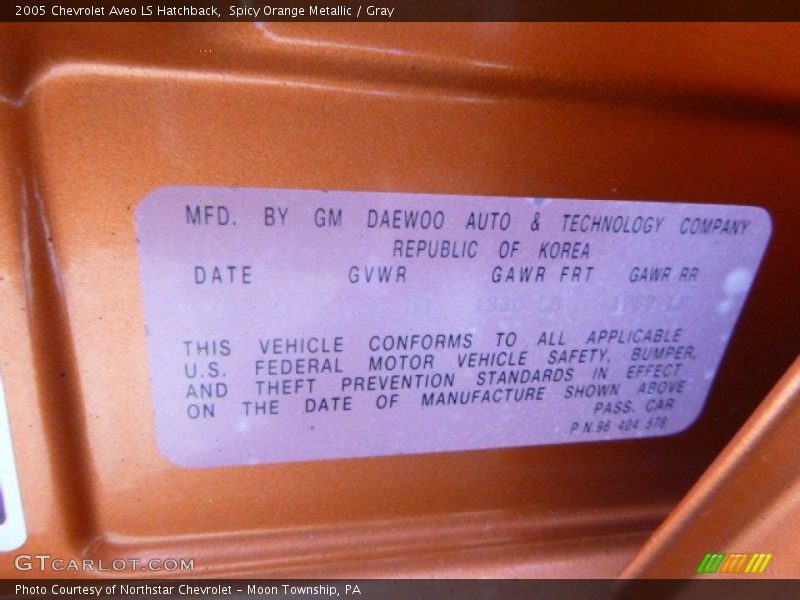 2005 Chevrolet Aveo LS Hatchback,  Spicy Orange Metallic / Gray
MFD. BY GM DAEWOO AUTO & TECHNOLOGY COMPANY
REPUBLIC OF KOREA
DATE GVWR GAWR FRT GAWR RR
THIS VEHICLE CONFORMS TO ALL APPLICABLE
U.S. FEDERAL MOTOR VEHICLE SAFETY, BUMPER,
AND THEFT PREVENTION STANDARDS IN EFFECT
ON THE DATE OF MANUFACTURE SHOWN ABOVE
PASS. CAR
P/N.96 404 578
GTCARLOT.COM
Photo Courtesy of Northstar Chevrolet – Moon Township, PA